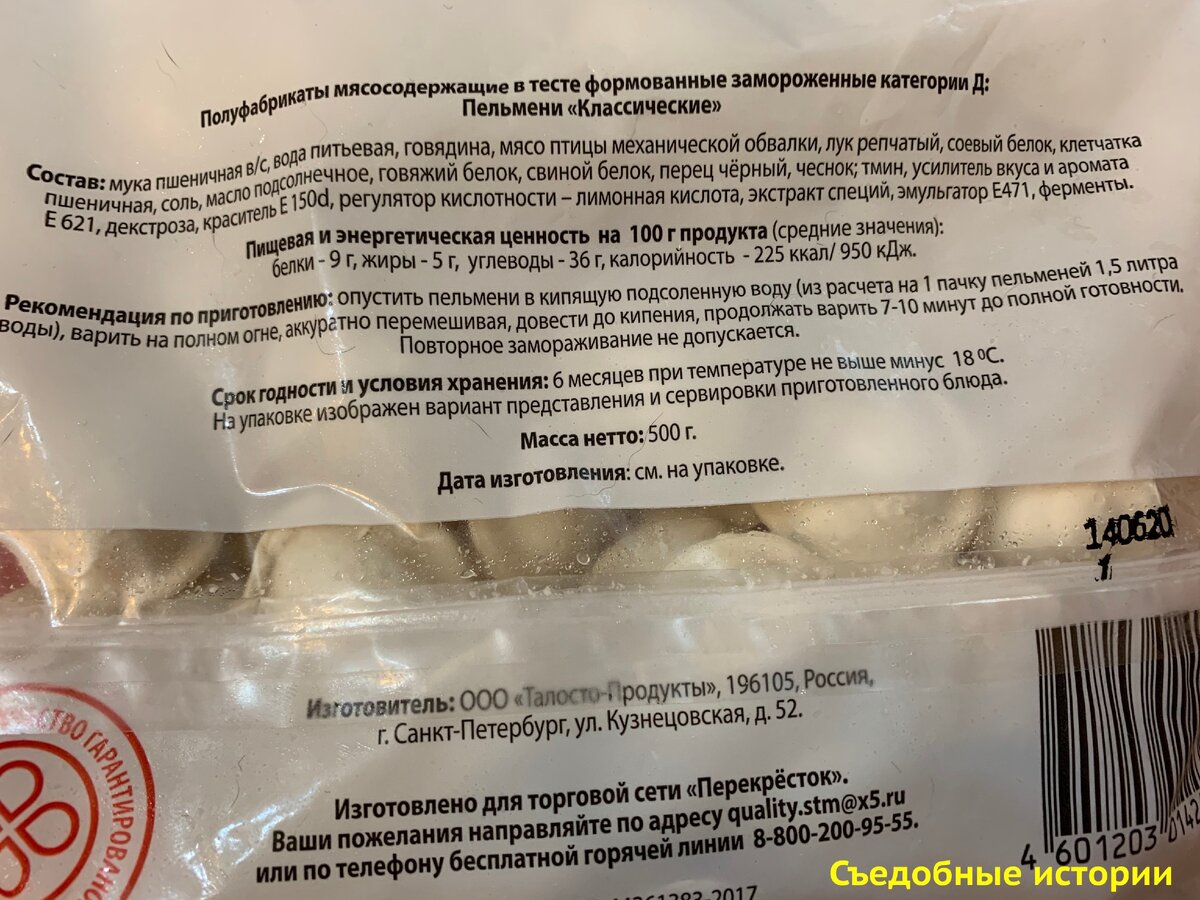 Полуфабрикаты мясосодержащие в тесте формованные замороженные категории Д:
Пельмени «Классические»
Состав: мука пшеничная в/с, вода питьевая, говядина, мясо птицы механической обвалки, лук репчатый, соевый белок, клетчатка
пшеничная, соль, масло подсолнечное, говяжий белок, свиной белок, перец чёрный, чеснок; тмин, усилитель вкуса и аромата
Е 621, декстроза, краситель Е 150d, регулятор кислотности – лимонная кислота, экстракт специй, эмульгатор Е471, ферменты.
Пищевая и энергетическая ценность на 100 г продукта (средние значения):
белки - 9 г, жиры - 5 г, углеводы - 36 г, калорийность - 225 ккал/ 950 кДж.
Рекомендация по приготовлению: опустить пельмени в кипящую подсоленную воду (из расчета на 1 пачку пельменей 1,5 литра
воды), варить на полном огне, аккуратно перемешивая, довести до кипения, продолжать варить 7-10 минут до полной готовности.
Повторное замораживание не допускается.
Срок годности и условия хранения: 6 месяцев при температуре не выше минус 18 ⁰С.
На упаковке изображен вариант представления и сервировки приготовленного блюда.
Масса нетто: 500 г.
Дата изготовления: см. на упаковке.
140620
1
Изготовитель: ООО «Талосто-Продукты», 196105, Россия,
г. Санкт-Петербург, ул. Кузнецовская, д. 52.
Изготовлено для торговой сети «Перекрёсток».
Ваши пожелания направляйте по адресу quality.stm@x5.ru
или по телефону бесплатной горячей линии 8-800-200-95-55.
4 601203
Съедобные истории